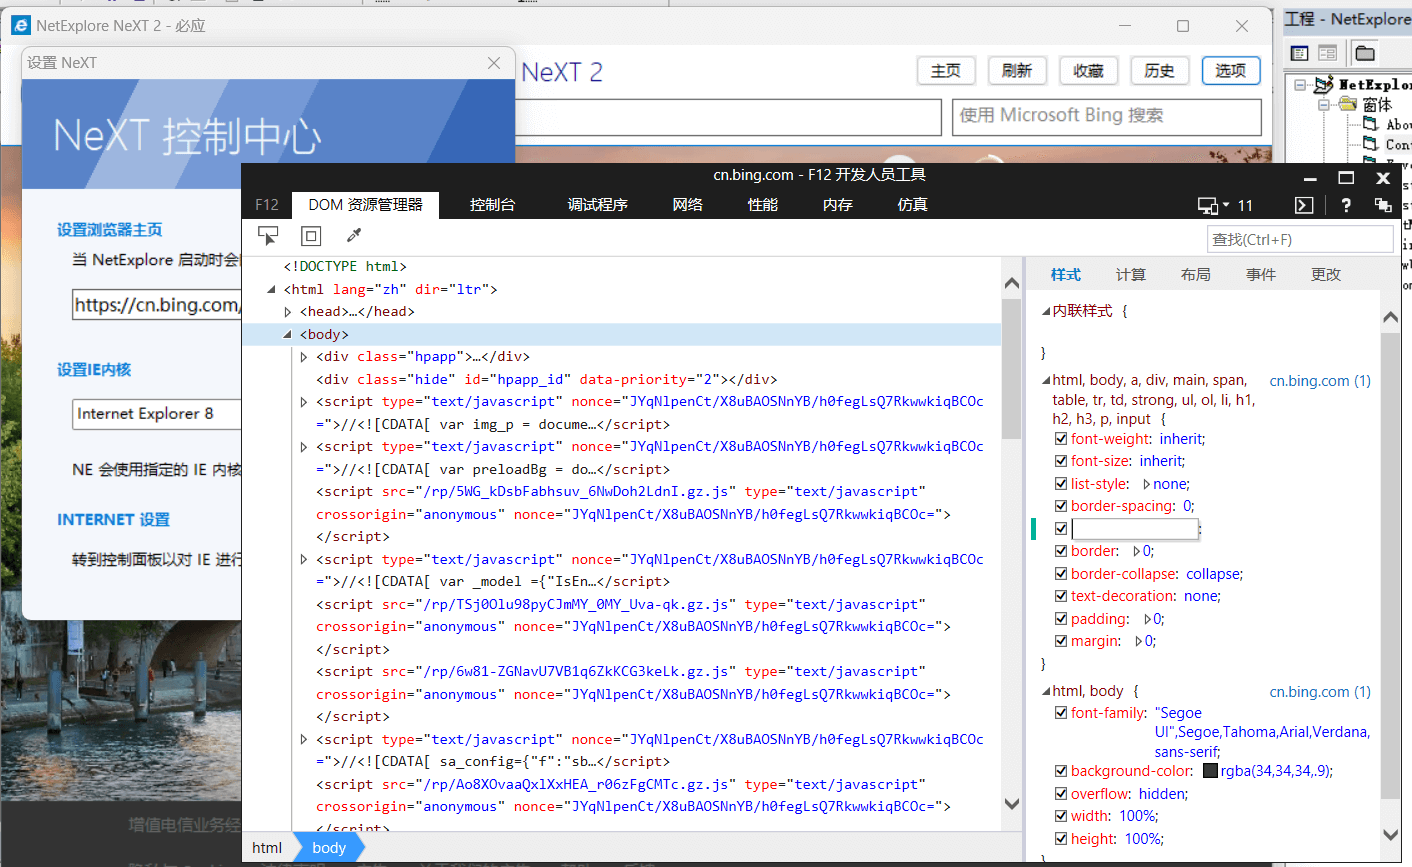 NetExplore NeXT 2 - 必应
工程 - NetExplore
设置 NeXT
NeXT 2
主页
刷新
收藏
历史
选项
NetExplor
窗体
Abou
Con
使用 Microsoft Bing 搜索
NeXT 控制中心
cn.bing.com - F12 开发人员工具
F12
DOM 资源管理器
控制台
调试程序
网络
性能
内存
仿真
11
?
查找(Ctrl+F)
设置浏览器主页
当 NetExplore 启动时会
https://cn.bing.com/
设置IE内核
Internet Explorer 8
NE 会使用指定的 IE 内核
INTERNET 设置
转到控制面板以对 IE 进行
<!DOCTYPE html>
<html lang="zh" dir="ltr">
<head>…</head>
<body>
<div class="hpapp">…</div>
<div class="hide" id="hpapp_id" data-priority="2"></div>
<script type="text/javascript" nonce="JYqNlpenCt/X8uBAOSNnYB/h0fegLsQ7RkwwkiqBCOc
=">//<![CDATA[ var img_p = docume…</script>
<script type="text/javascript" nonce="JYqNlpenCt/X8uBAOSNnYB/h0fegLsQ7RkwwkiqBCOc
=">//<![CDATA[ var preloadBg = do…</script>
<script src="/rp/5WG_kDsbFabhsuv_6NwDoh2LdnI.gz.js" type="text/javascript"
crossorigin="anonymous" nonce="JYqNlpenCt/X8uBAOSNnYB/h0fegLsQ7RkwwkiqBCOc=">
</script>
<script type="text/javascript" nonce="JYqNlpenCt/X8uBAOSNnYB/h0fegLsQ7RkwwkiqBCOc
=">//<![CDATA[ var _model ={"IsEn…</script>
<script src="/rp/TSj0Olu98pyCJmMY_0MY_Uva-qk.gz.js" type="text/javascript"
crossorigin="anonymous" nonce="JYqNlpenCt/X8uBAOSNnYB/h0fegLsQ7RkwwkiqBCOc=">
</script>
<script src="/rp/6w81-ZGNavU7VB1q6ZkKCG3keLk.gz.js" type="text/javascript"
crossorigin="anonymous" nonce="JYqNlpenCt/X8uBAOSNnYB/h0fegLsQ7RkwwkiqBCOc=">
</script>
<script type="text/javascript" nonce="JYqNlpenCt/X8uBAOSNnYB/h0fegLsQ7RkwwkiqBCOc
=">//<![CDATA[ sa_config={"f":"sb…</script>
<script src="/rp/Ao8XOvaaQxlXxHEA_r06zFgCMTc.gz.js" type="text/javascript"
crossorigin="anonymous" nonce="JYqNlpenCt/X8uBAOSNnYB/h0fegLsQ7RkwwkiqBCOc=">
</script>
html
body
样式
计算
布局
事件
更改
内联样式 {
}
html, body, a, div, main, span, cn.bing.com (1)
table, tr, td, strong, ul, ol, li, h1,
h2, h3, p, input {
font-weight: inherit;
font-size: inherit;
list-style: none;
border-spacing: 0;
:
border: 0;
border-collapse: collapse;
text-decoration: none;
padding: 0;
margin: 0;
}
html, body { cn.bing.com (1)
font-family: "Segoe
UI",Segoe,Tahoma,Arial,Verdana,
sans-serif;
background-color: rgba(34,34,34,.9);
overflow: hidden;
width: 100%;
height: 100%;
}
增值电信业务经